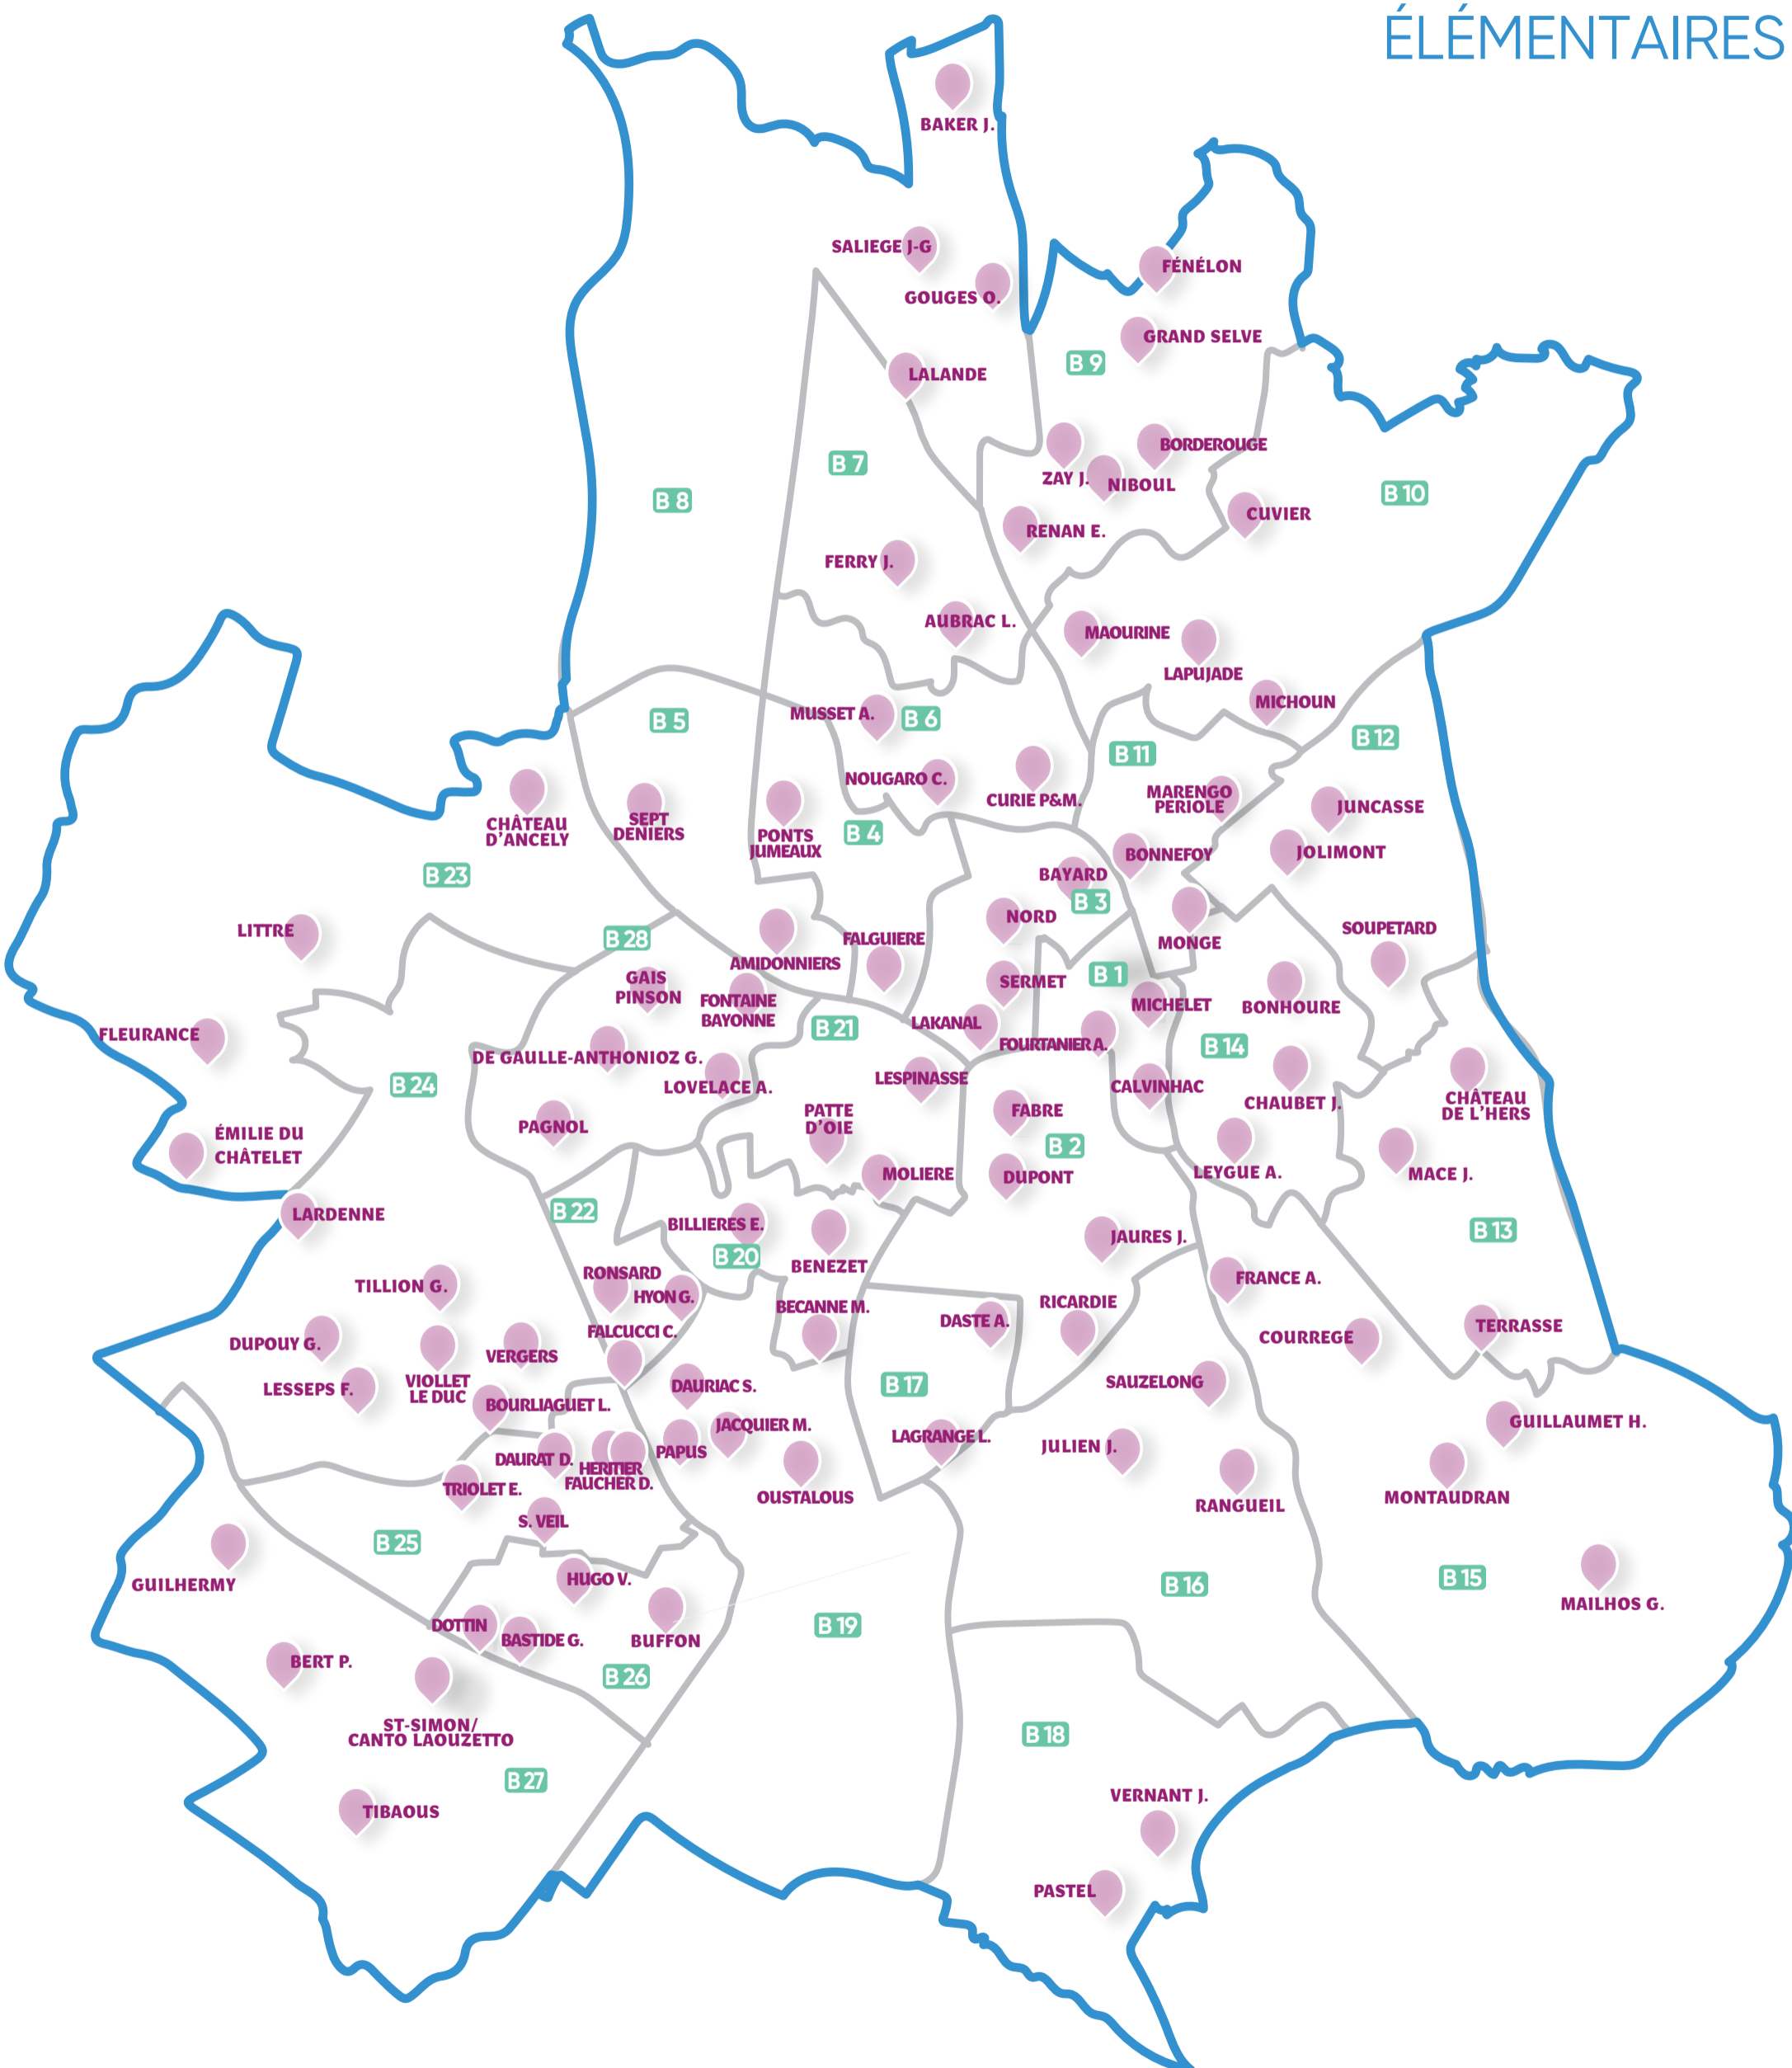 ÉLÉMENTAIRES
BAKER J.
SALIEGE J-G
GOUGES O.
FÉNÉLON
GRAND SELVE
B 9
LALANDE
BORDEROUGE
B 7
ZAY J.
NIBOUL
B 8
B 10
CUVIER
RENAN E.
FERRY J.
AUBRAC L.
MAOURINE
LAPUJADE
MICHOUN
MUSSET A.
B 6
B 5
B 12
B 11
NOUGARO C.
CURIE P&M.
MARENGO
PERIOLE
JUNCASSE
CHÂTEAU
D'ANCELY
SEPT
DENIERS
PONTS
JUMEAUX
B 4
BONNEFOY
JOLIMONT
B 23
BAYARD
B 3
NORD
LITTRE
B 28
FALGUIERE
MONGE
SOUPETARD
AMIDONNIERS
GAIS
PINSON
FONTAINE
BAYONNE
SERMET
B 1
MICHELET
BONHOURE
FLEURANCE
B 21
LAKANAL
FOURTANIER A.
B 14
DE GAULLE-ANTHONIOZ G.
LOVELACE A.
LESPINASSE
CALVINHAC
B 24
CHAUBET J.
CHÂTEAU
DE L'HERS
PAGNOL
PATTE
D'OIE
FABRE
B 2
ÉMILIE DU
CHÂTELET
MOLIERE
DUPONT
LEYGUE A.
MACE J.
LARDENNE
B 22
BILLIERES E.
B 20
BENEZET
JAURES J.
B 13
TILLION G.
RONSARD
HYON G.
BECANNE M.
DASTE A.
RICARDIE
FRANCE A.
DUPOUY G.
VERGERS
FALCUCCI C.
COURREGE
TERRASSE
LESSEPS F.
VIOLLET
LE DUC
BOURLIAGUET L.
DAURIAC S.
B 17
SAUZELONG
JACQUIER M.
LAGRANGE L.
JULIEN J.
GUILLAUMET H.
DAURAT D.
HERITIER
FAUCHER D.
PAPUS
TRIOLET E.
OUSTALOUS
RANGUEIL
MONTAUDRAN
S. VEIL
B 25
GUILHERMY
HUGO V.
B 16
B 15
MAILHOS G.
DOTTIN
BASTIDE G.
BUFFON
B 19
BERT P.
B 26
ST-SIMON/
CANTO LAOUZETTO
B 18
B 27
VERNANT J.
TIBAOUS
PASTEL